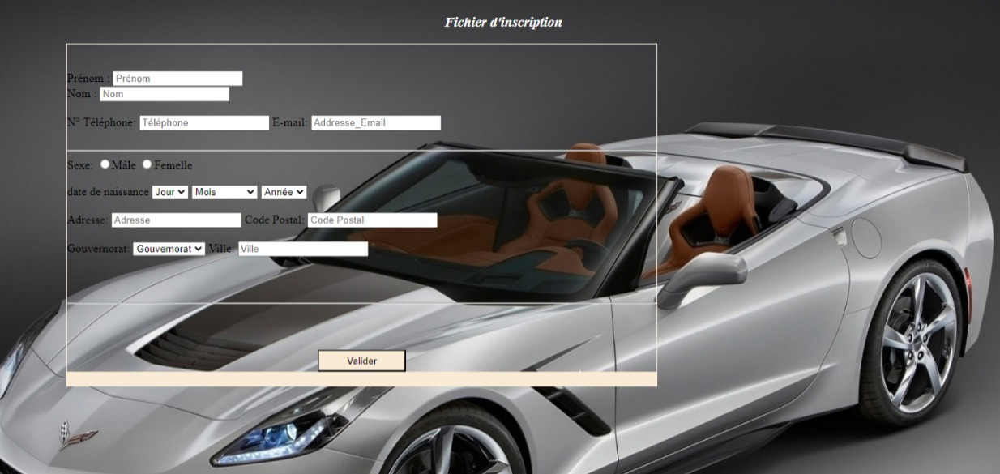 Fichier d'inscription
Prénom : Prénom
Nom : Nom
N° Téléphone: Téléphone E-mail: Addresse_Email
Sexe: Mâle Femelle
date de naissance Jour Mois Année
Adresse: Adresse Code Postal: Code Postal
Gouvernorat: Gouvernorat Ville: Ville
Valider